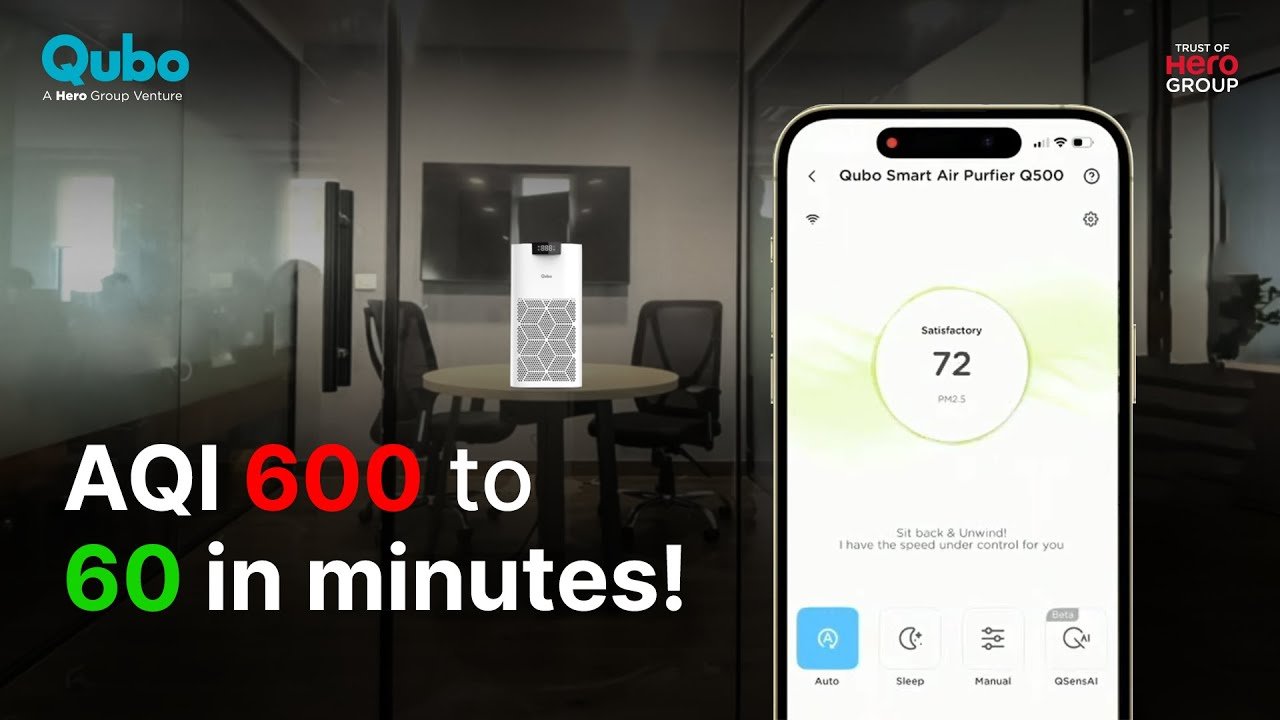 Qubo
A Hero Group Venture
TRUST OF
Hero
GROUP
Qubo Smart Air Purfier Q500
Satisfactory
72
PM2.5
Sit back & Unwind!
I have the speed under control for you
Beta
A
AI
Auto
Sleep
Manual
QSensAI
Qubo
AQI 600 to
60 in minutes!